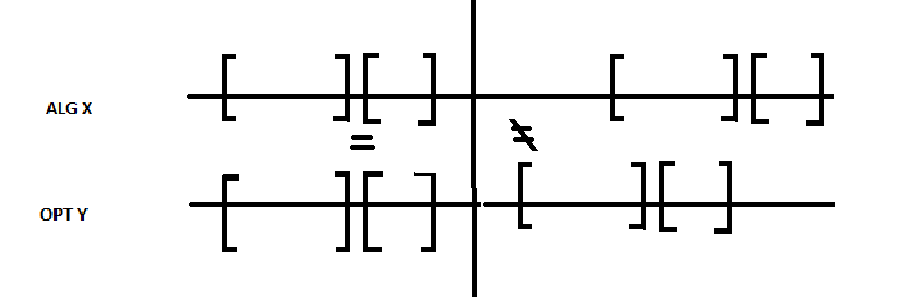 ALG X
=
≠
OPT Y